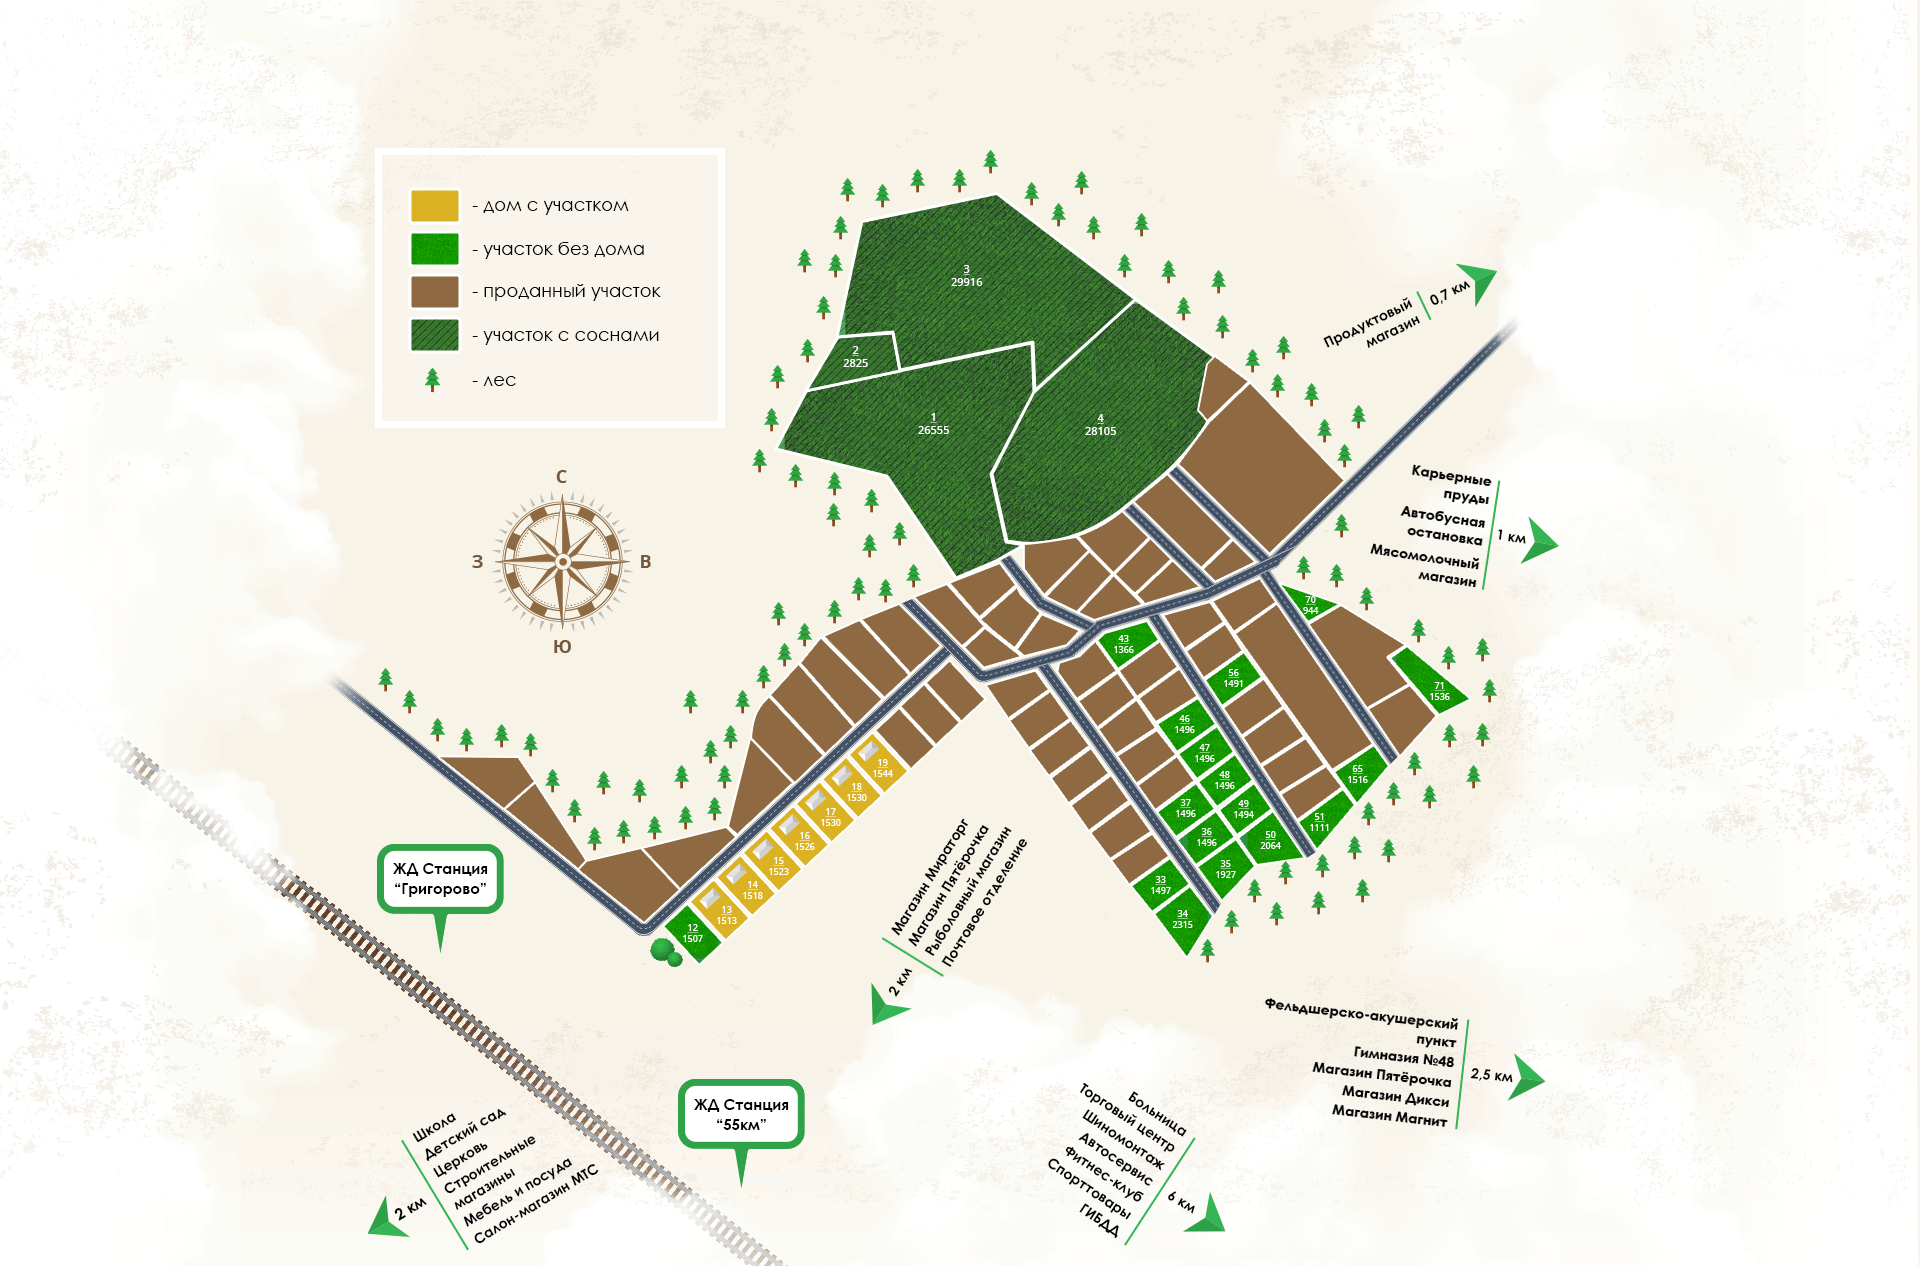 - дом с участком
- участок без дома
- проданный участок
- участок с соснами
- лес
С
З
В
Ю
3
29916
2
2825
1
26555
4
28105
Продуктовый
магазин
0,7 км
Карьерные
пруды
Автобусная
остановка
Мясомолочный
магазин
1 км
70
944
43
1366
56
1491
71
1536
46
1496
47
1496
48
1496
65
1516
37
1496
49
1494
51
1111
36
1496
50
2064
35
1927
33
1497
34
2315
19
1544
18
1530
17
1530
16
1526
15
1523
14
1518
13
1513
12
1507
ЖД Станция
“Григорово”
Магазин Мираторг
Магазин Пятёрочка
Рыболовный магазин
Почтовое отделение
2 км
Фельдшерско-акушерский
пункт
Гимназия №48
Магазин Пятёрочка
Магазин Дикси
Магазин Магнит
2,5 км
ЖД Станция
“55км”
Школа
Детский сад
Церковь
Строительные
магазины
Мебель и посуда
Салон-магазин МТС
2 км
Больница
Торговый центр
Шиномонтаж
Автосервис
Фитнес-клуб
Спорттовары
ГИБДД
6 км